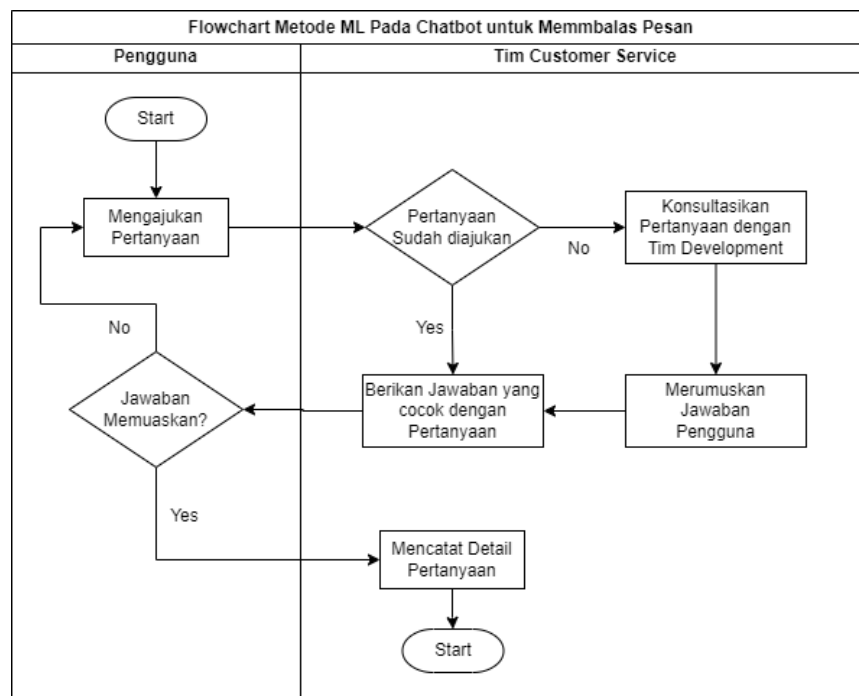 Flowchart Metode ML Pada Chatbot untuk Memmbalas Pesan
Pengguna
Tim Customer Service
Start
Mengajukan
Pertanyaan
Pertanyaan
Sudah diajukan
No
Konsultasikan
Pertanyaan dengan
Tim Development
Yes
No
Jawaban
Memuaskan?
Berikan Jawaban yang
cocok dengan
Pertanyaan
Merumuskan
Jawaban
Pengguna
Yes
Mencatat Detail
Pertanyaan
Start